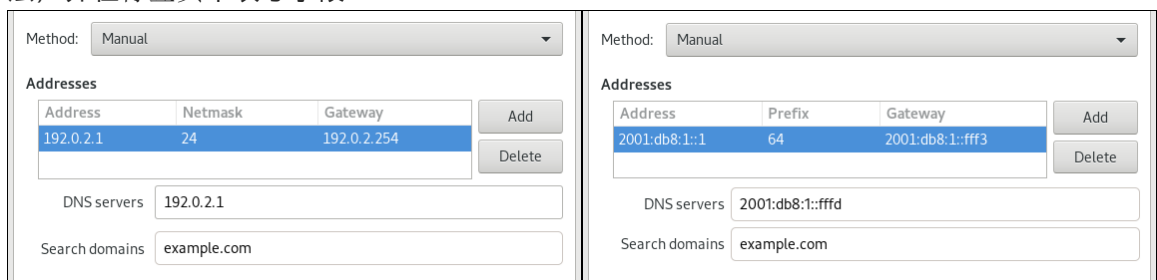 Method: Manual
Addresses
Address Netmask Gateway
192.0.2.1 24 192.0.2.254
Add
Delete
DNS servers 192.0.2.1
Search domains example.com
Method: Manual
Addresses
Address Prefix Gateway
2001:db8:1::1 64 2001:db8:1::fff3
Add
Delete
DNS servers 2001:db8:1::fffd
Search domains example.com